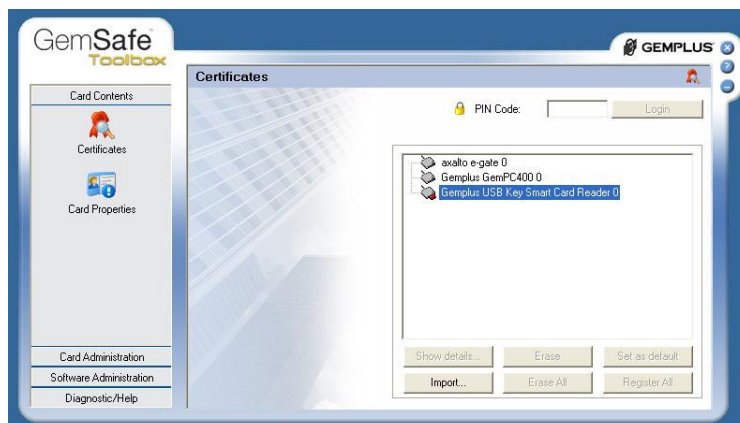 GemSafe
Toolbox
GEMPLUS
Certificates
Card Contents
Certificates
Card Properties
Card Administration
Software Administration
Diagnostic/Help
PIN Code:
Login
axalto e-gate 0
Gemplus GemPC400 0
Gemplus USB Key Smart Card Reader 0
Show details...
Erase
Set as default
Import...
Erase All
Register All